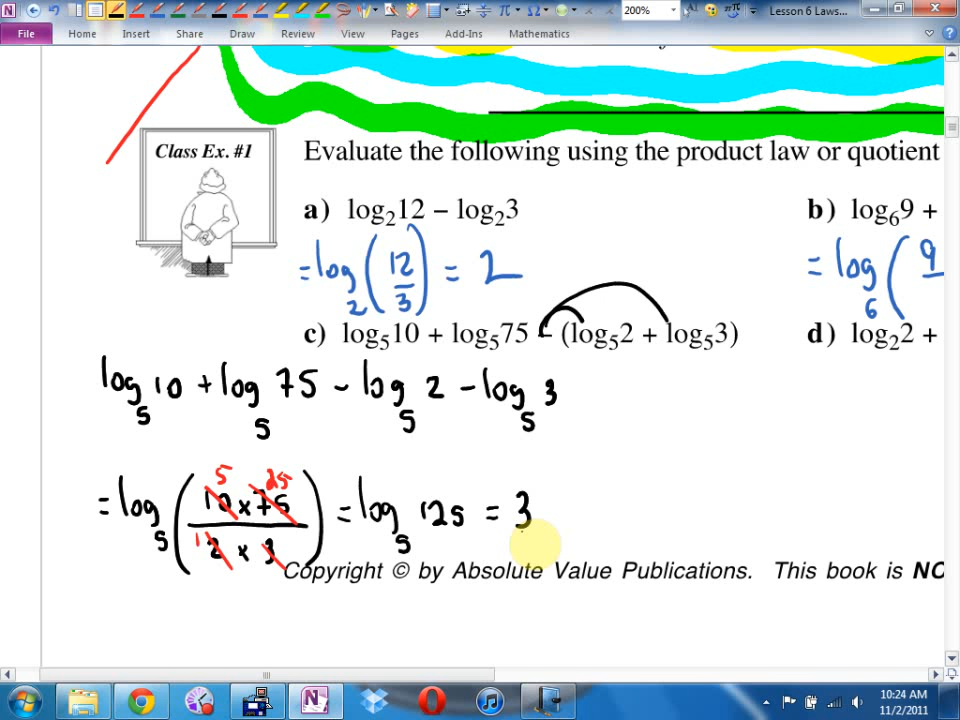 200% Lesson 6 Laws...
File Home Insert Share Draw Review View Pages Add-Ins Mathematics
Class Ex. #1
Evaluate the following using the product law or quotient
a) log₂12 − log₂3
b) log₆9 +
= log₂ (12/3) = 2
= log₆ ( 9
c) log₅10 + log₅75 − (log₅2 + log₅3)
d) log₂2 +
log₅ 10 + log₅ 75 − log₅ 2 − log₅ 3
5 25
= log₅ (10 × 75 / 2 × 3) = log₅ 125 = 3
1
Copyright © by Absolute Value Publications. This book is NO
10:24 AM
11/2/2011